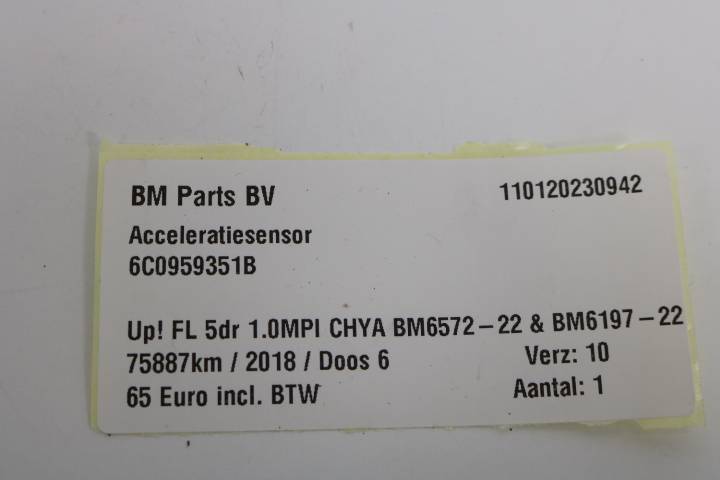 BM Parts BV 110120230942
Acceleratiesensor
6C0959351B
Up! FL 5dr 1.0MPI CHYA BM6572-22 & BM6197-22
75887km / 2018 / Doos 6 Verz: 10
65 Euro incl. BTW Aantal: 1